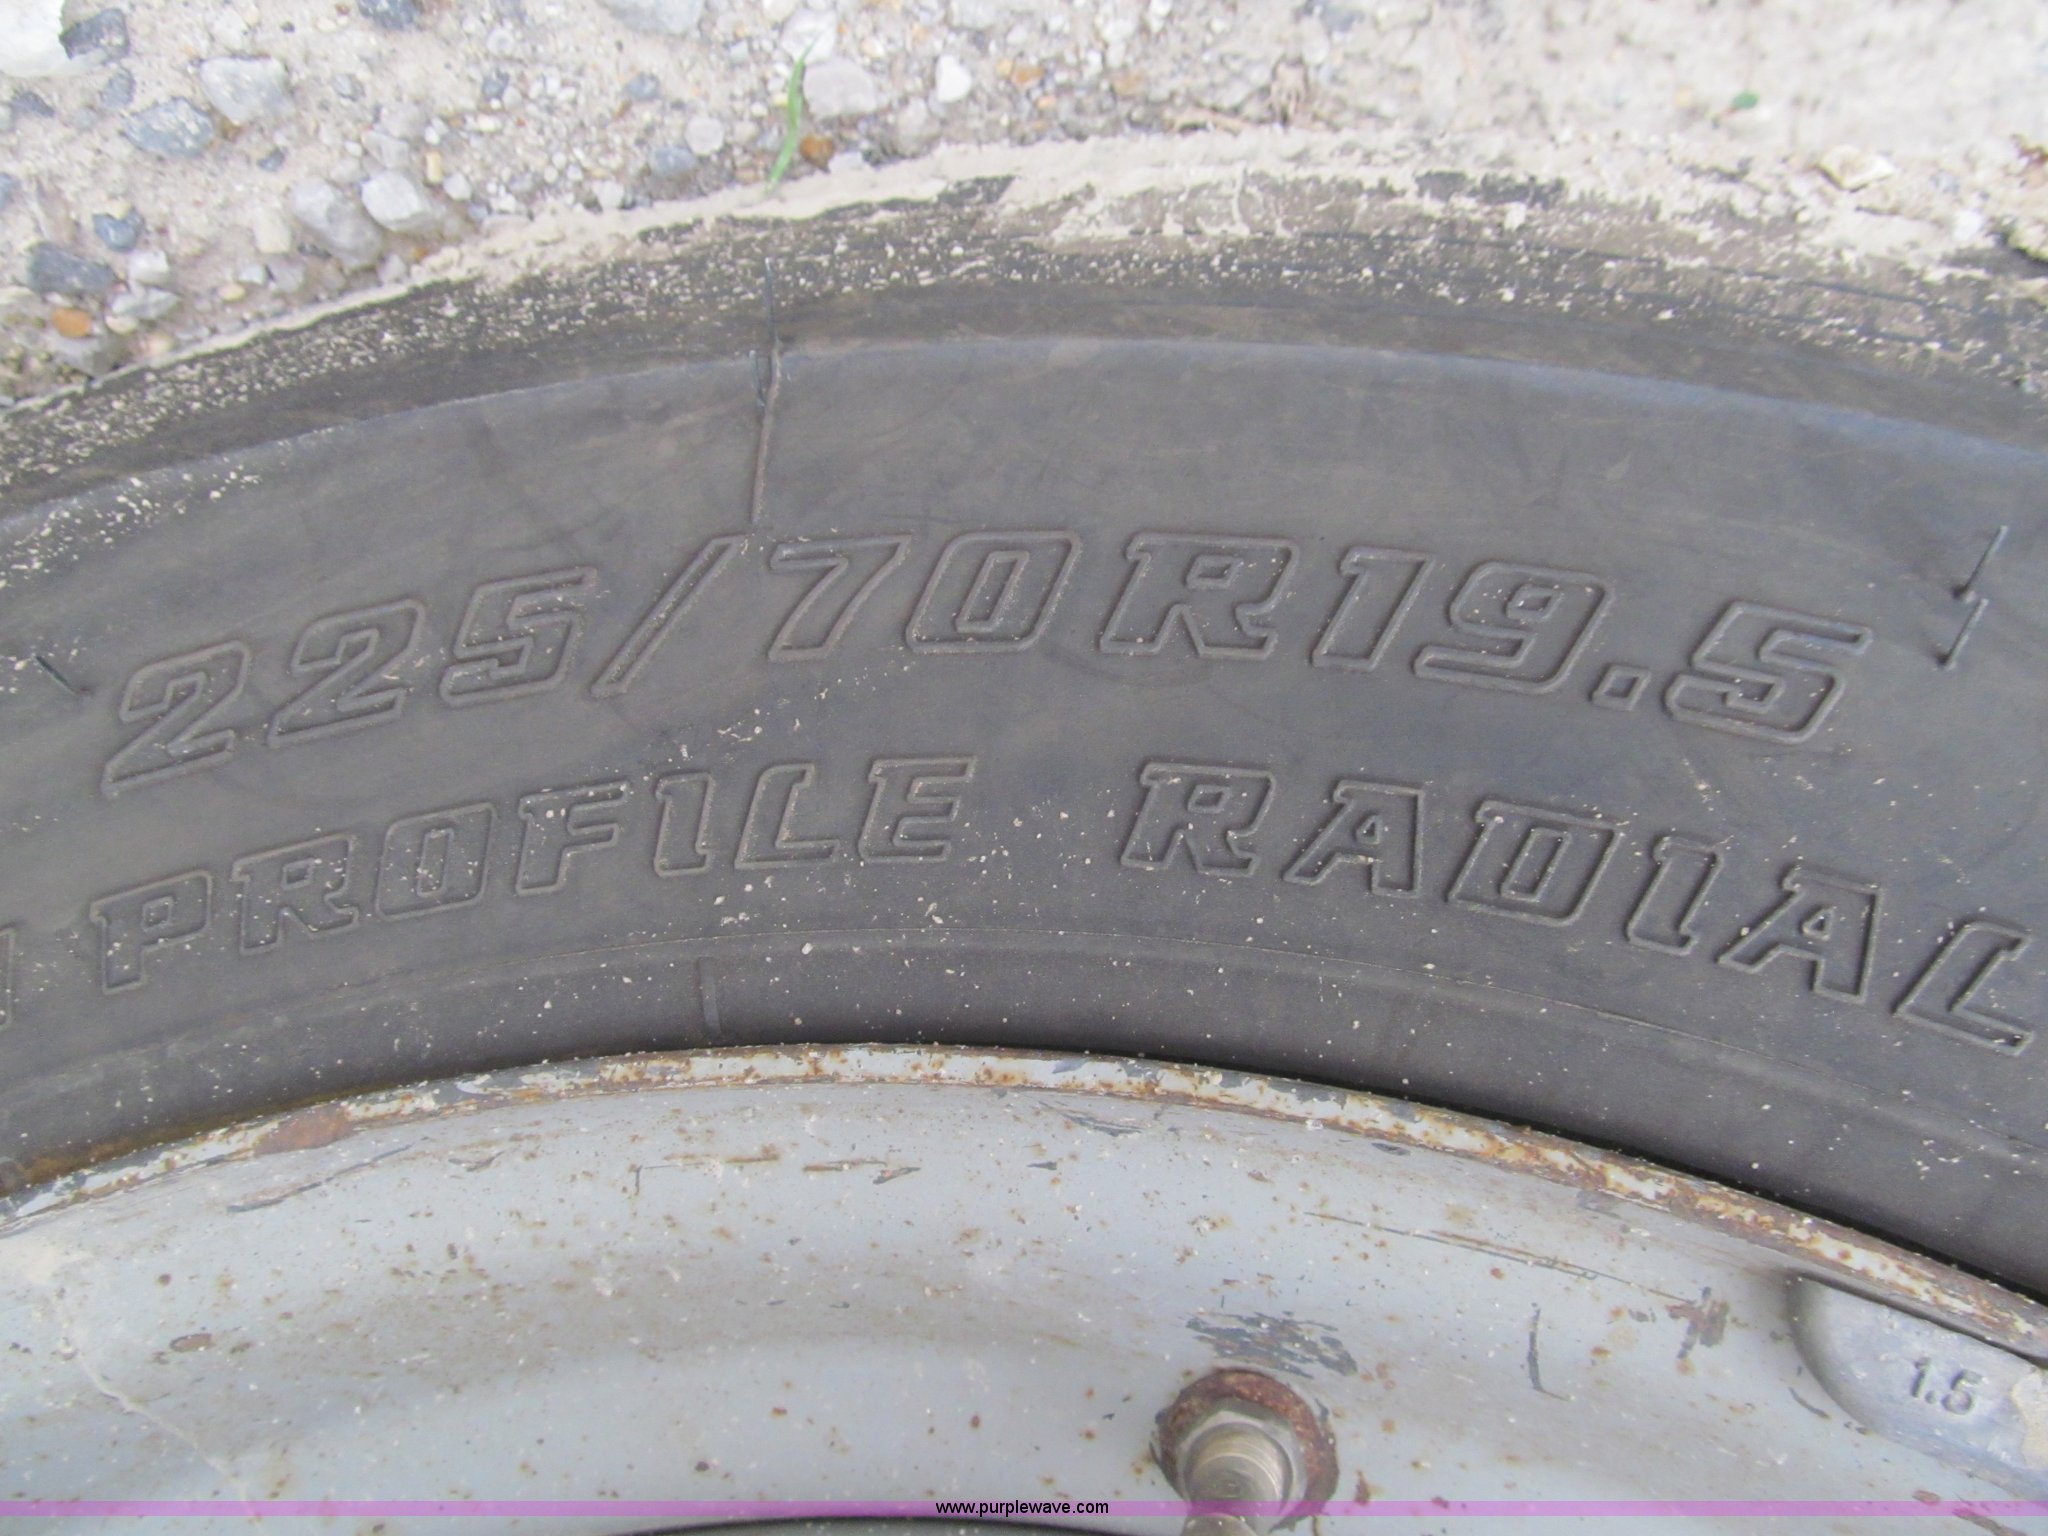 225/70R19.5
PROFILE RADIAL
1.5
www.purplewave.com